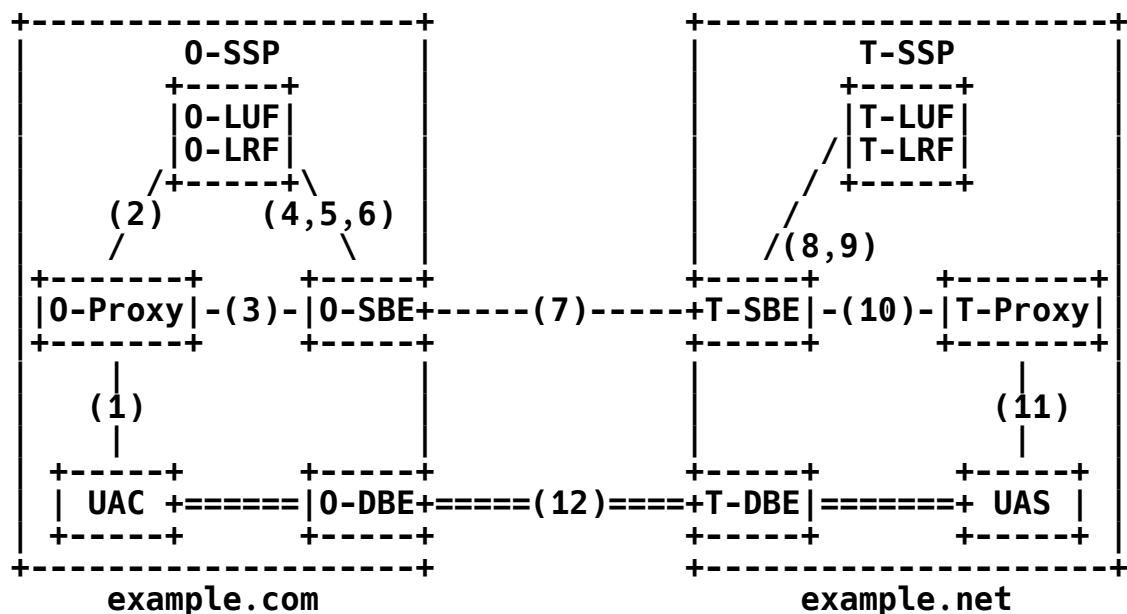 O-SSP T-SSP
O-LUF T-LUF
O-LRF T-LRF
(2) (4,5,6)
(8,9)
O-Proxy -(3)- O-SBE (7) T-SBE -(10)- T-Proxy
(1) (11)
UAC O-DBE (12) T-DBE UAS
example.com example.net